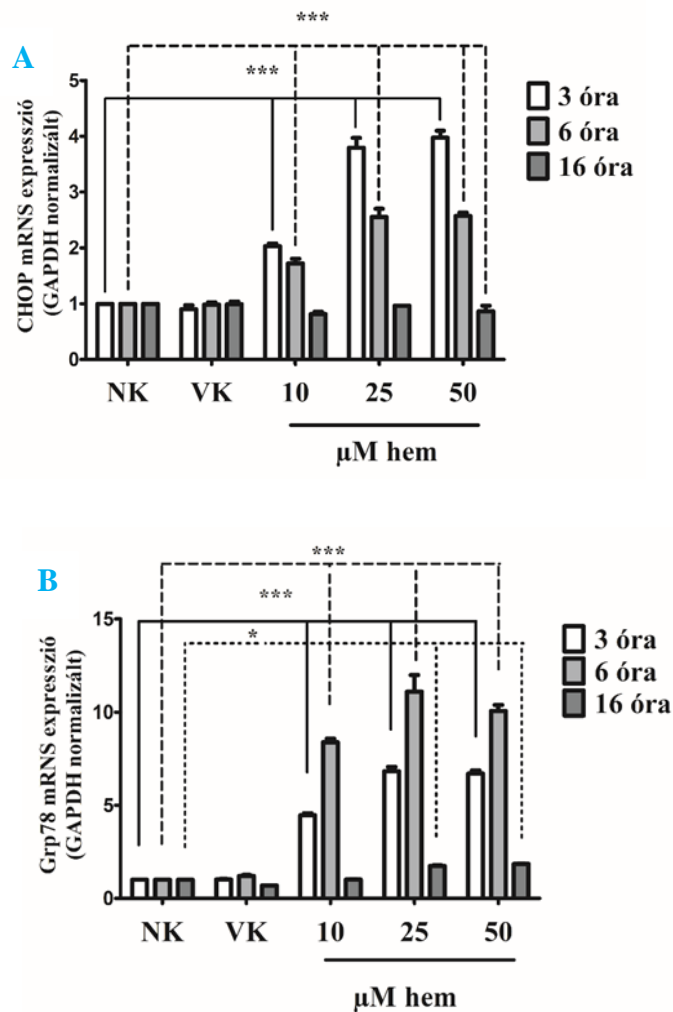 ***
A
***
5
4
3
2
1
0
CHOP mRNS expresszió
(GAPDH normalizált)
3 óra
6 óra
16 óra
NK VK 10 25 50
µM hem
***
B
***
*
15
10
5
0
Grp78 mRNS expresszió
(GAPDH normalizált)
3 óra
6 óra
16 óra
NK VK 10 25 50
µM hem